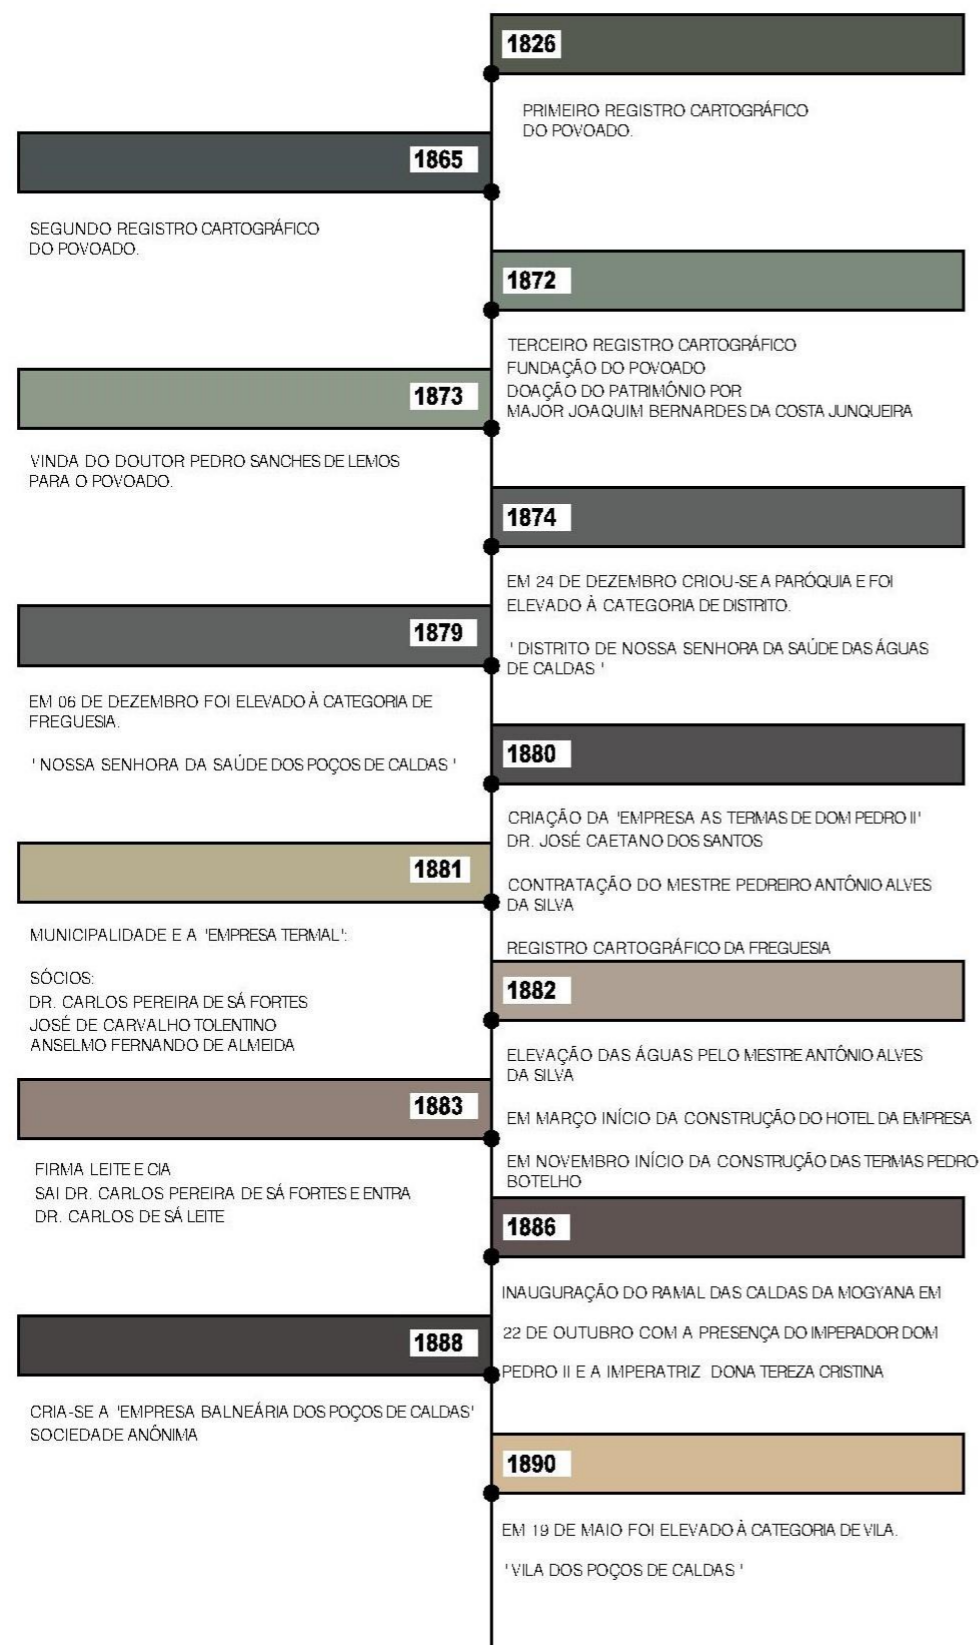 1826
PRIMEIRO REGISTRO CARTOGRÁFICO
DO POVOADO.
1865
SEGUNDO REGISTRO CARTOGRÁFICO
DO POVOADO.
1872
TERCEIRO REGISTRO CARTOGRÁFICO
FUNDAÇÃO DO POVOADO
DOAÇÃO DO PATRIMÔNIO POR
MAJOR JOAQUIM BERNARDES DA COSTA JUNQUEIRA
1873
VINDA DO DOUTOR PEDRO SANCHES DE LEMOS
PARA O POVOADO.
1874
EM 24 DE DEZEMBRO CRIOU-SE A PARÓQUIA E FOI
ELEVADO À CATEGORIA DE DISTRITO.
' DISTRITO DE NOSSA SENHORA DA SAÚDE DAS ÁGUAS
DE CALDAS '
1879
EM 06 DE DEZEMBRO FOI ELEVADO À CATEGORIA DE
FREGUESIA.
' NOSSA SENHORA DA SAÚDE DOS POÇOS DE CALDAS '
1880
CRIAÇÃO DA 'EMPRESA AS TERMAS DE DOM PEDRO II'
DR. JOSÉ CAETANO DOS SANTOS
CONTRATAÇÃO DO MESTRE PEDREIRO ANTÔNIO ALVES
DA SILVA
REGISTRO CARTOGRÁFICO DA FREGUESIA
1881
MUNICIPALIDADE E A 'EMPRESA TERMAL':
SÓCIOS:
DR. CARLOS PEREIRA DE SÁ FORTES
JOSÉ DE CARVALHO TOLENTINO
ANSELMO FERNANDO DE ALMEIDA
1882
ELEVAÇÃO DAS ÁGUAS PELO MESTRE ANTÔNIO ALVES
DA SILVA
EM MARÇO INÍCIO DA CONSTRUÇÃO DO HOTEL DA EMPRESA
EM NOVEMBRO INÍCIO DA CONSTRUÇÃO DAS TERMAS PEDRO
BOTELHO
1883
FIRMA LEITE E CIA
SAI DR. CARLOS PEREIRA DE SÁ FORTES E ENTRA
DR. CARLOS DE SÁ LEITE
1886
INAUGURAÇÃO DO RAMAL DAS CALDAS DA MOGYANA EM
22 DE OUTUBRO COM A PRESENÇA DO IMPERADOR DOM
PEDRO II E A IMPERATRIZ DONA TEREZA CRISTINA
1888
CRIA-SE A 'EMPRESA BALNEÁRIA DOS POÇOS DE CALDAS'
SOCIEDADE ANÔNIMA
1890
EM 19 DE MAIO FOI ELEVADO À CATEGORIA DE VILA.
' VILA DOS POÇOS DE CALDAS '